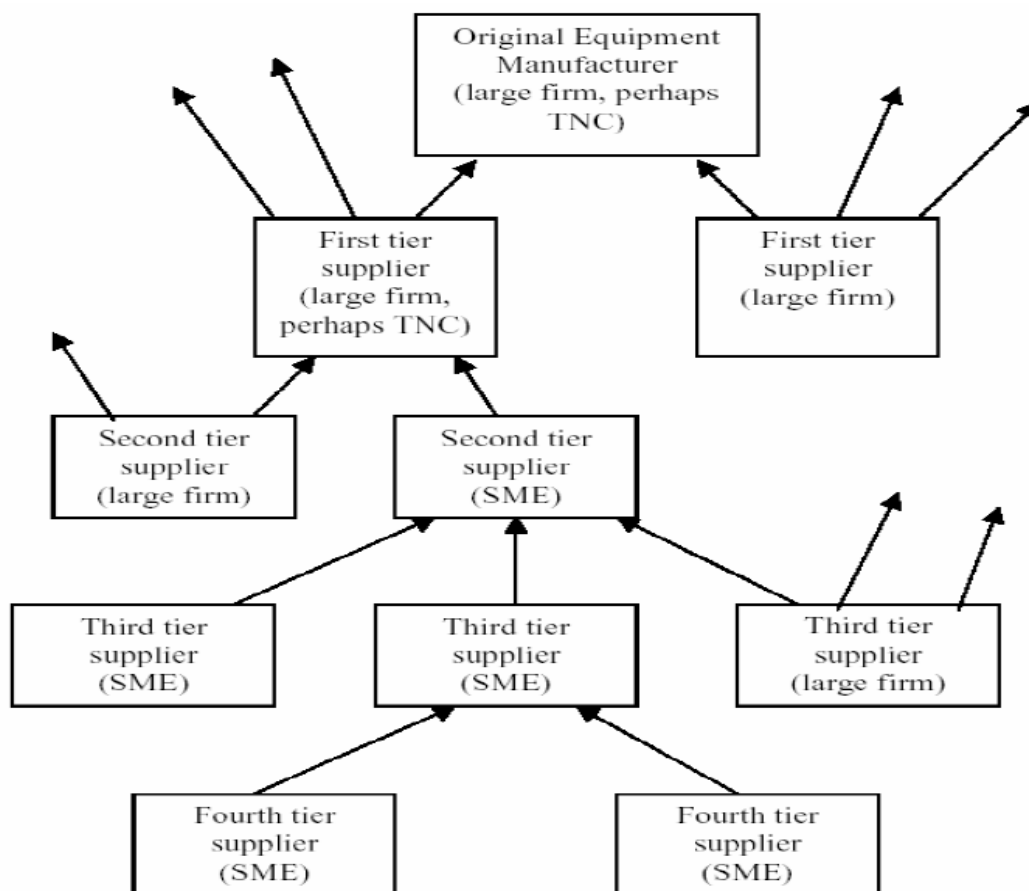 Original Equipment
Manufacturer
(large firm, perhaps
TNC)
First tier
supplier
(large firm,
perhaps TNC)
First tier
supplier
(large firm)
Second tier
supplier
(large firm)
Second tier
supplier
(SME)
Third tier
supplier
(SME)
Third tier
supplier
(SME)
Third tier
supplier
(large firm)
Fourth tier
supplier
(SME)
Fourth tier
supplier
(SME)